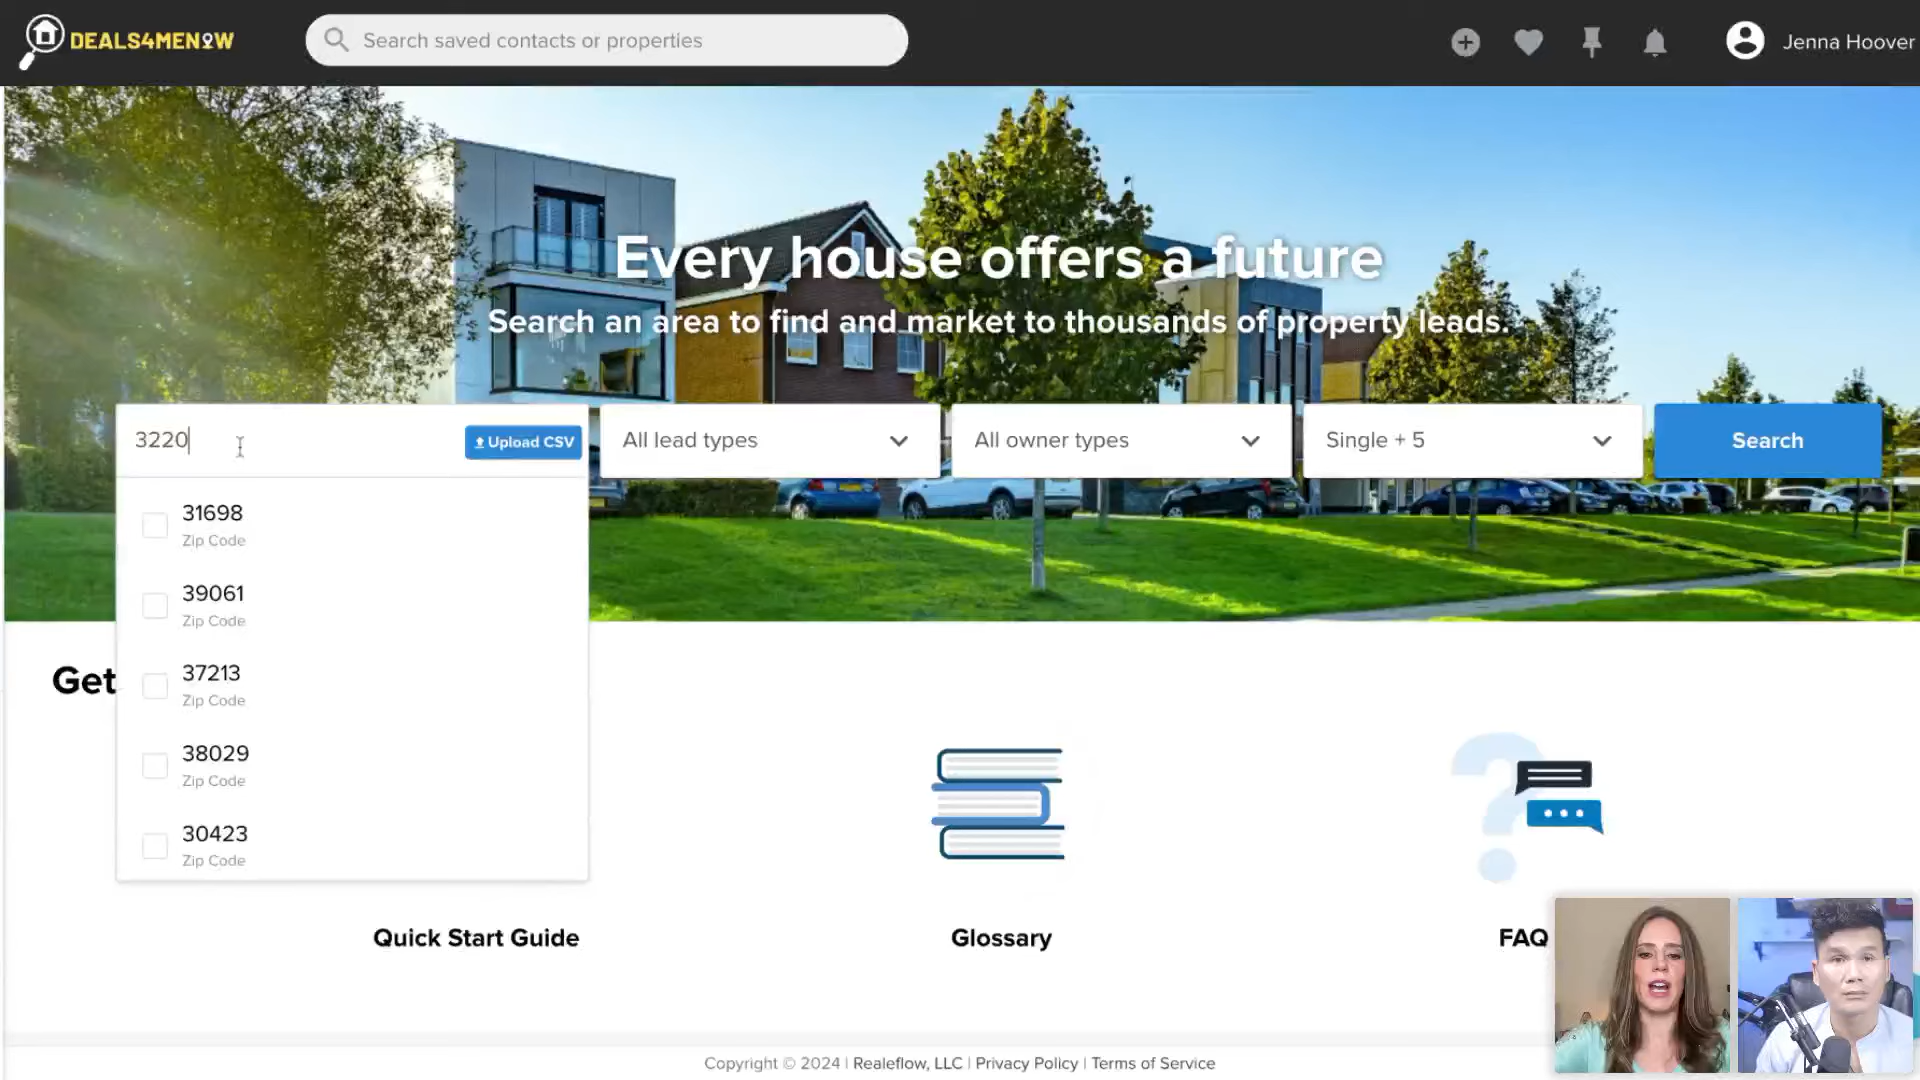 DEALS4MENOW
Search saved contacts or properties
Jenna Hoover
Every house offers a future
Search an area to find and market to thousands of property leads.
3220
Upload CSV
All lead types
All owner types
Single + 5
Search
31698
Zip Code
39061
Zip Code
37213
Zip Code
38029
Zip Code
30423
Zip Code
Get
Quick Start Guide
Glossary
FAQ
Copyright © 2024 | Realeflow, LLC | Privacy Policy | Terms of Service